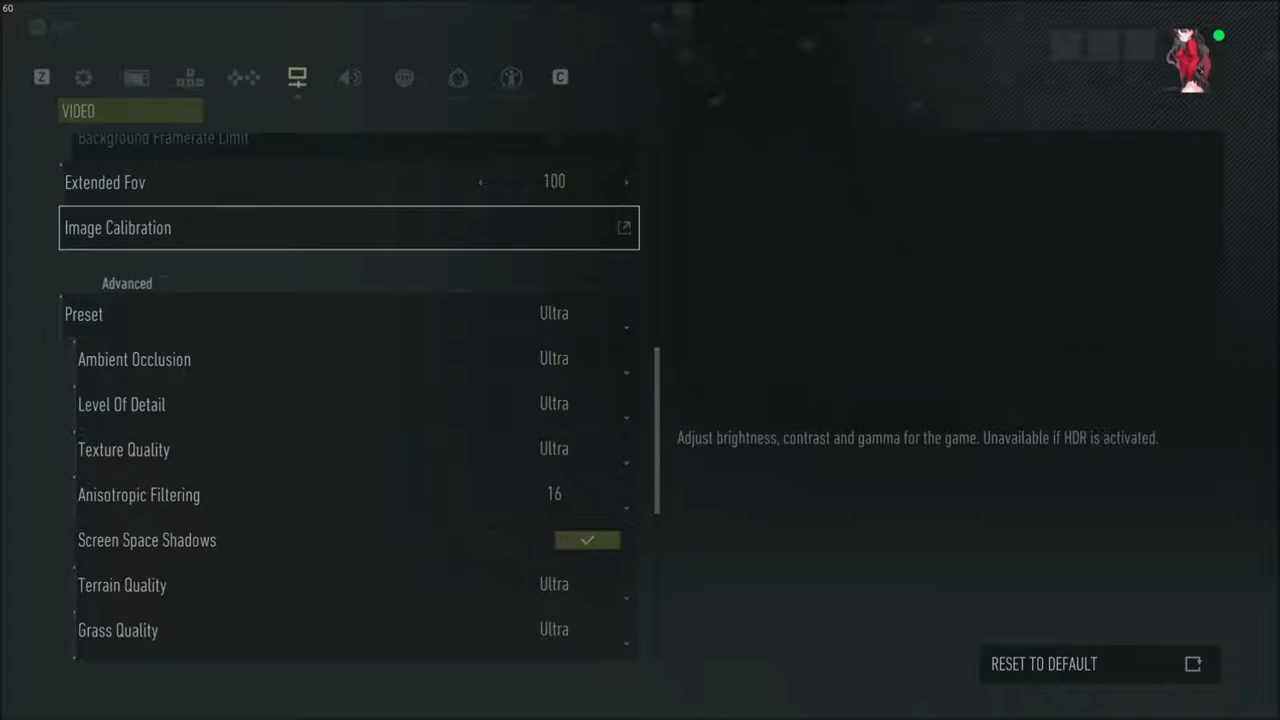 60
Z
C
VIDEO
Background Framerate Limit
Extended Fov 100
Image Calibration
Advanced
Preset Ultra
Ambient Occlusion Ultra
Level Of Detail Ultra
Adjust brightness, contrast and gamma for the game. Unavailable if HDR is activated.
Texture Quality Ultra
Anisotropic Filtering 16
Screen Space Shadows
Terrain Quality Ultra
Grass Quality Ultra
RESET TO DEFAULT